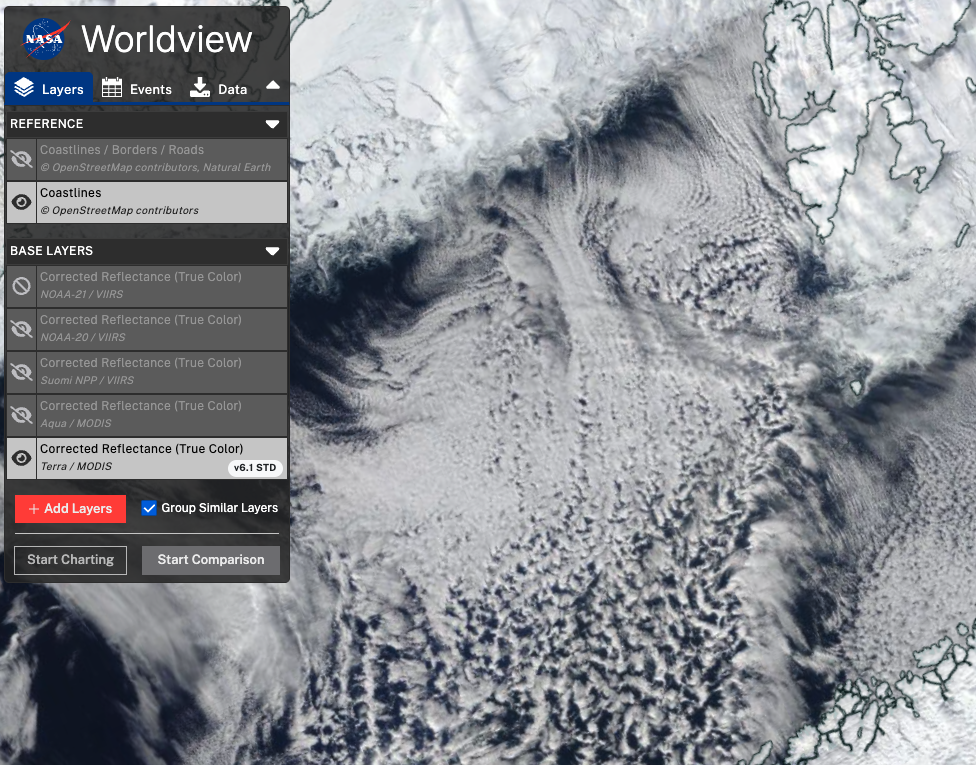 NASA Worldview
Layers Events Data
REFERENCE
Coastlines / Borders / Roads
© OpenStreetMap contributors, Natural Earth
Coastlines
© OpenStreetMap contributors
BASE LAYERS
Corrected Reflectance (True Color)
NOAA-21 / VIIRS
Corrected Reflectance (True Color)
NOAA-20 / VIIRS
Corrected Reflectance (True Color)
Suomi NPP / VIIRS
Corrected Reflectance (True Color)
Aqua / MODIS
Corrected Reflectance (True Color)
Terra / MODIS v6.1 STD
+ Add Layers Group Similar Layers
Start Charting Start Comparison